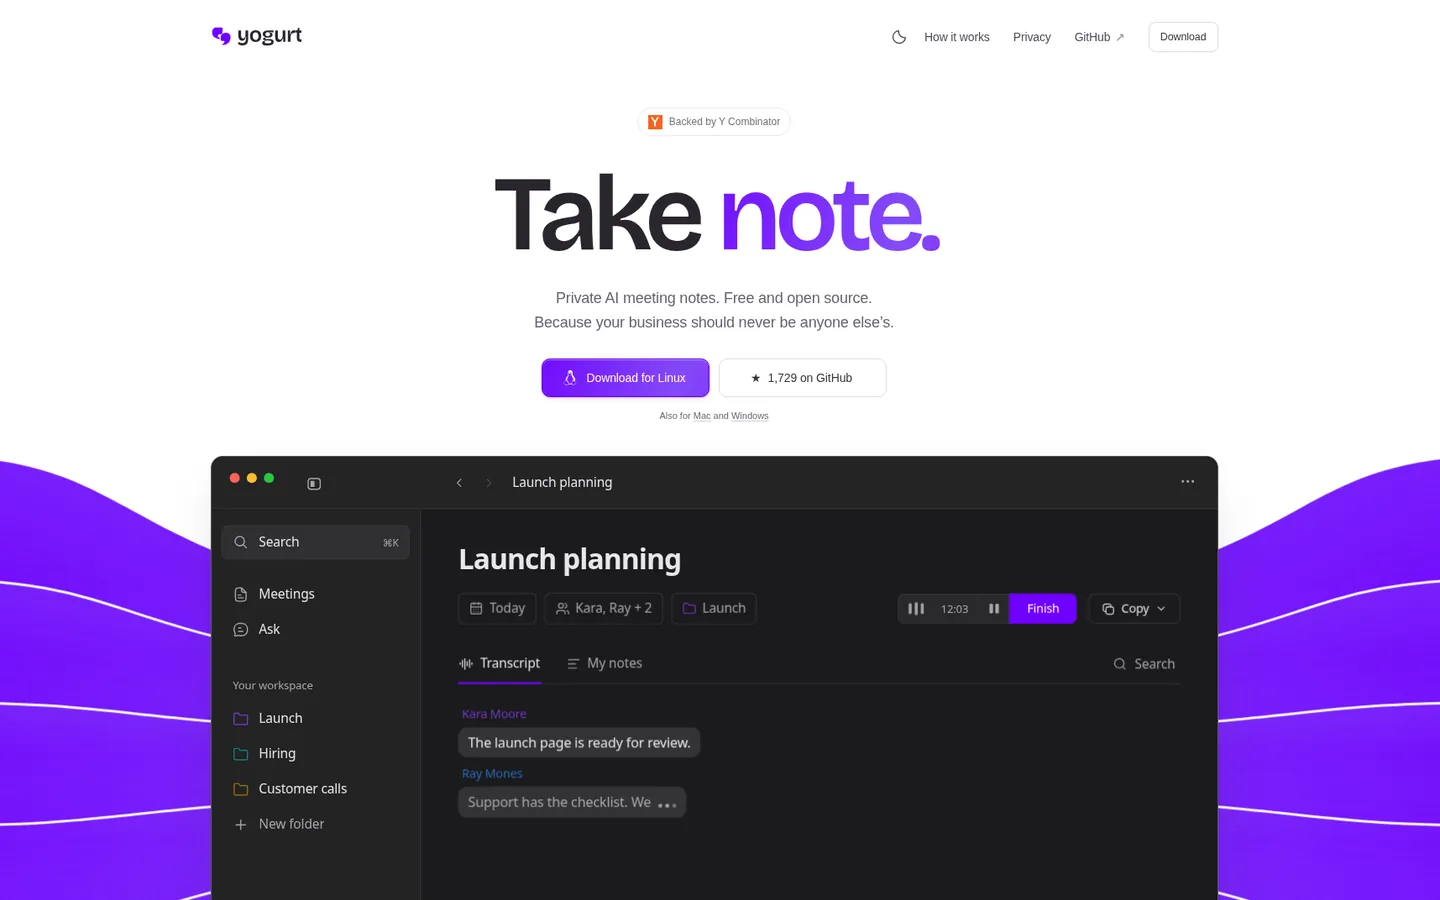 yogurt
How it works
Privacy
GitHub ↗
Download
Y Backed by Y Combinator
Take note.
Private AI meeting notes. Free and open source.
Because your business should never be anyone else's.
Download for Linux
★ 1,729 on GitHub
Also for Mac and Windows
Launch planning
Search ⌘K
Meetings
Ask
Your workspace
Launch
Hiring
Customer calls
New folder
Launch planning
Today
Kara, Ray + 2
Launch
12:03
Finish
Copy
Transcript
My notes
Search
Kara Moore
The launch page is ready for review.
Ray Mones
Support has the checklist. We ...